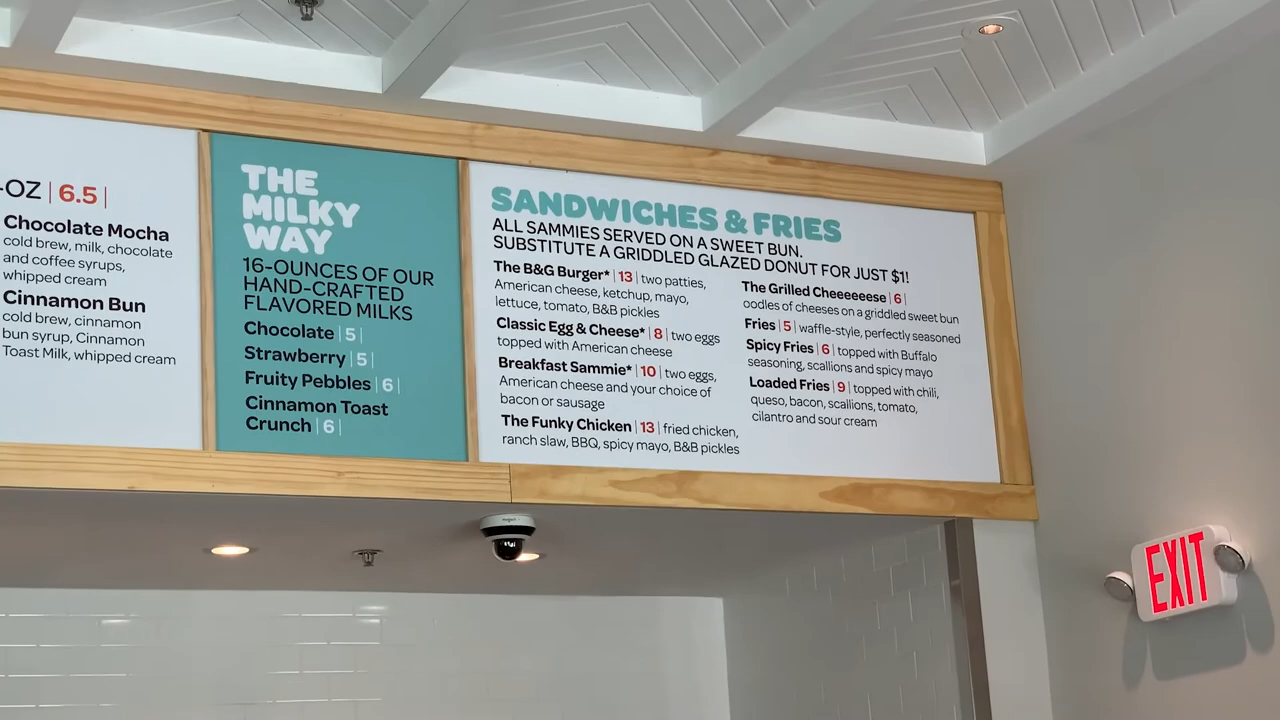 -OZ | 6.5 |
Chocolate Mocha
cold brew, milk, chocolate
and coffee syrups,
whipped cream
Cinnamon Bun
cold brew, cinnamon
bun syrup, Cinnamon
Toast Milk, whipped cream
THE
MILKY
WAY
16-OUNCES OF OUR
HAND-CRAFTED
FLAVORED MILKS
Chocolate | 5 |
Strawberry | 5 |
Fruity Pebbles | 6 |
Cinnamon Toast
Crunch | 6 |
SANDWICHES & FRIES
ALL SAMMIES SERVED ON A SWEET BUN.
SUBSTITUTE A GRIDDLED GLAZED DONUT FOR JUST $1!
The B&G Burger* | 13 | two patties,
American cheese, ketchup, mayo,
lettuce, tomato, B&B pickles
Classic Egg & Cheese* | 8 | two eggs
topped with American cheese
Breakfast Sammie* | 10 | two eggs,
American cheese and your choice of
bacon or sausage
The Funky Chicken | 13 | fried chicken,
ranch slaw, BBQ, spicy mayo, B&B pickles
The Grilled Cheeeeeese | 6 |
oodles of cheeses on a griddled sweet bun
Fries | 5 | waffle-style, perfectly seasoned
Spicy Fries | 6 | topped with Buffalo
seasoning, scallions and spicy mayo
Loaded Fries | 9 | topped with chili,
queso, bacon, scallions, tomato,
cilantro and sour cream
EXIT